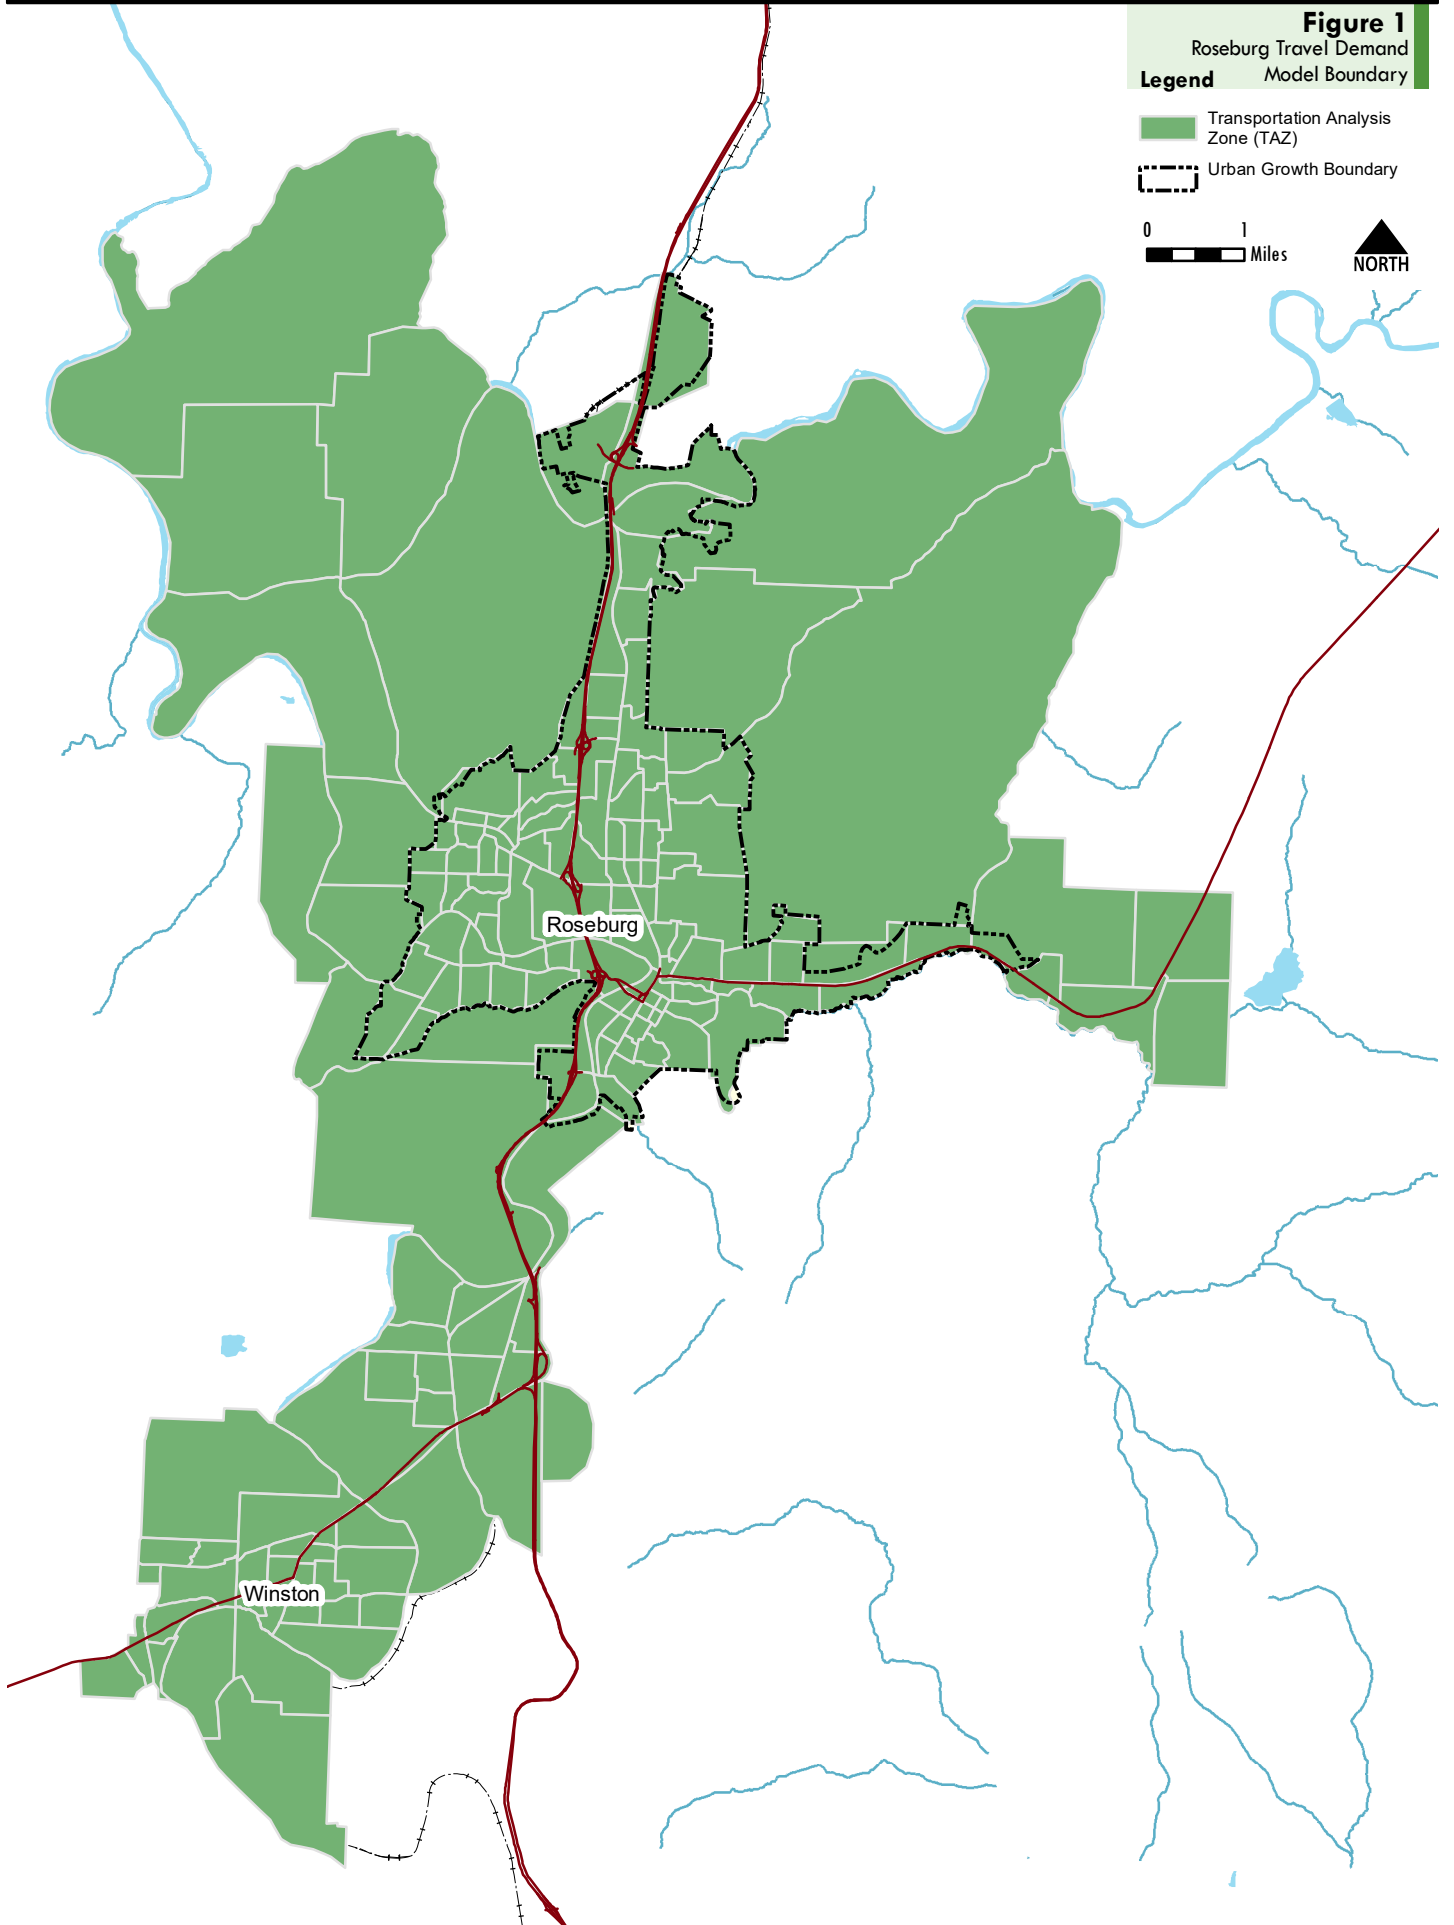 Figure 1
Roseburg Travel Demand
Model Boundary
Legend
Transportation Analysis
Zone (TAZ)
Urban Growth Boundary
0 1
Miles
NORTH
Roseburg
Winston